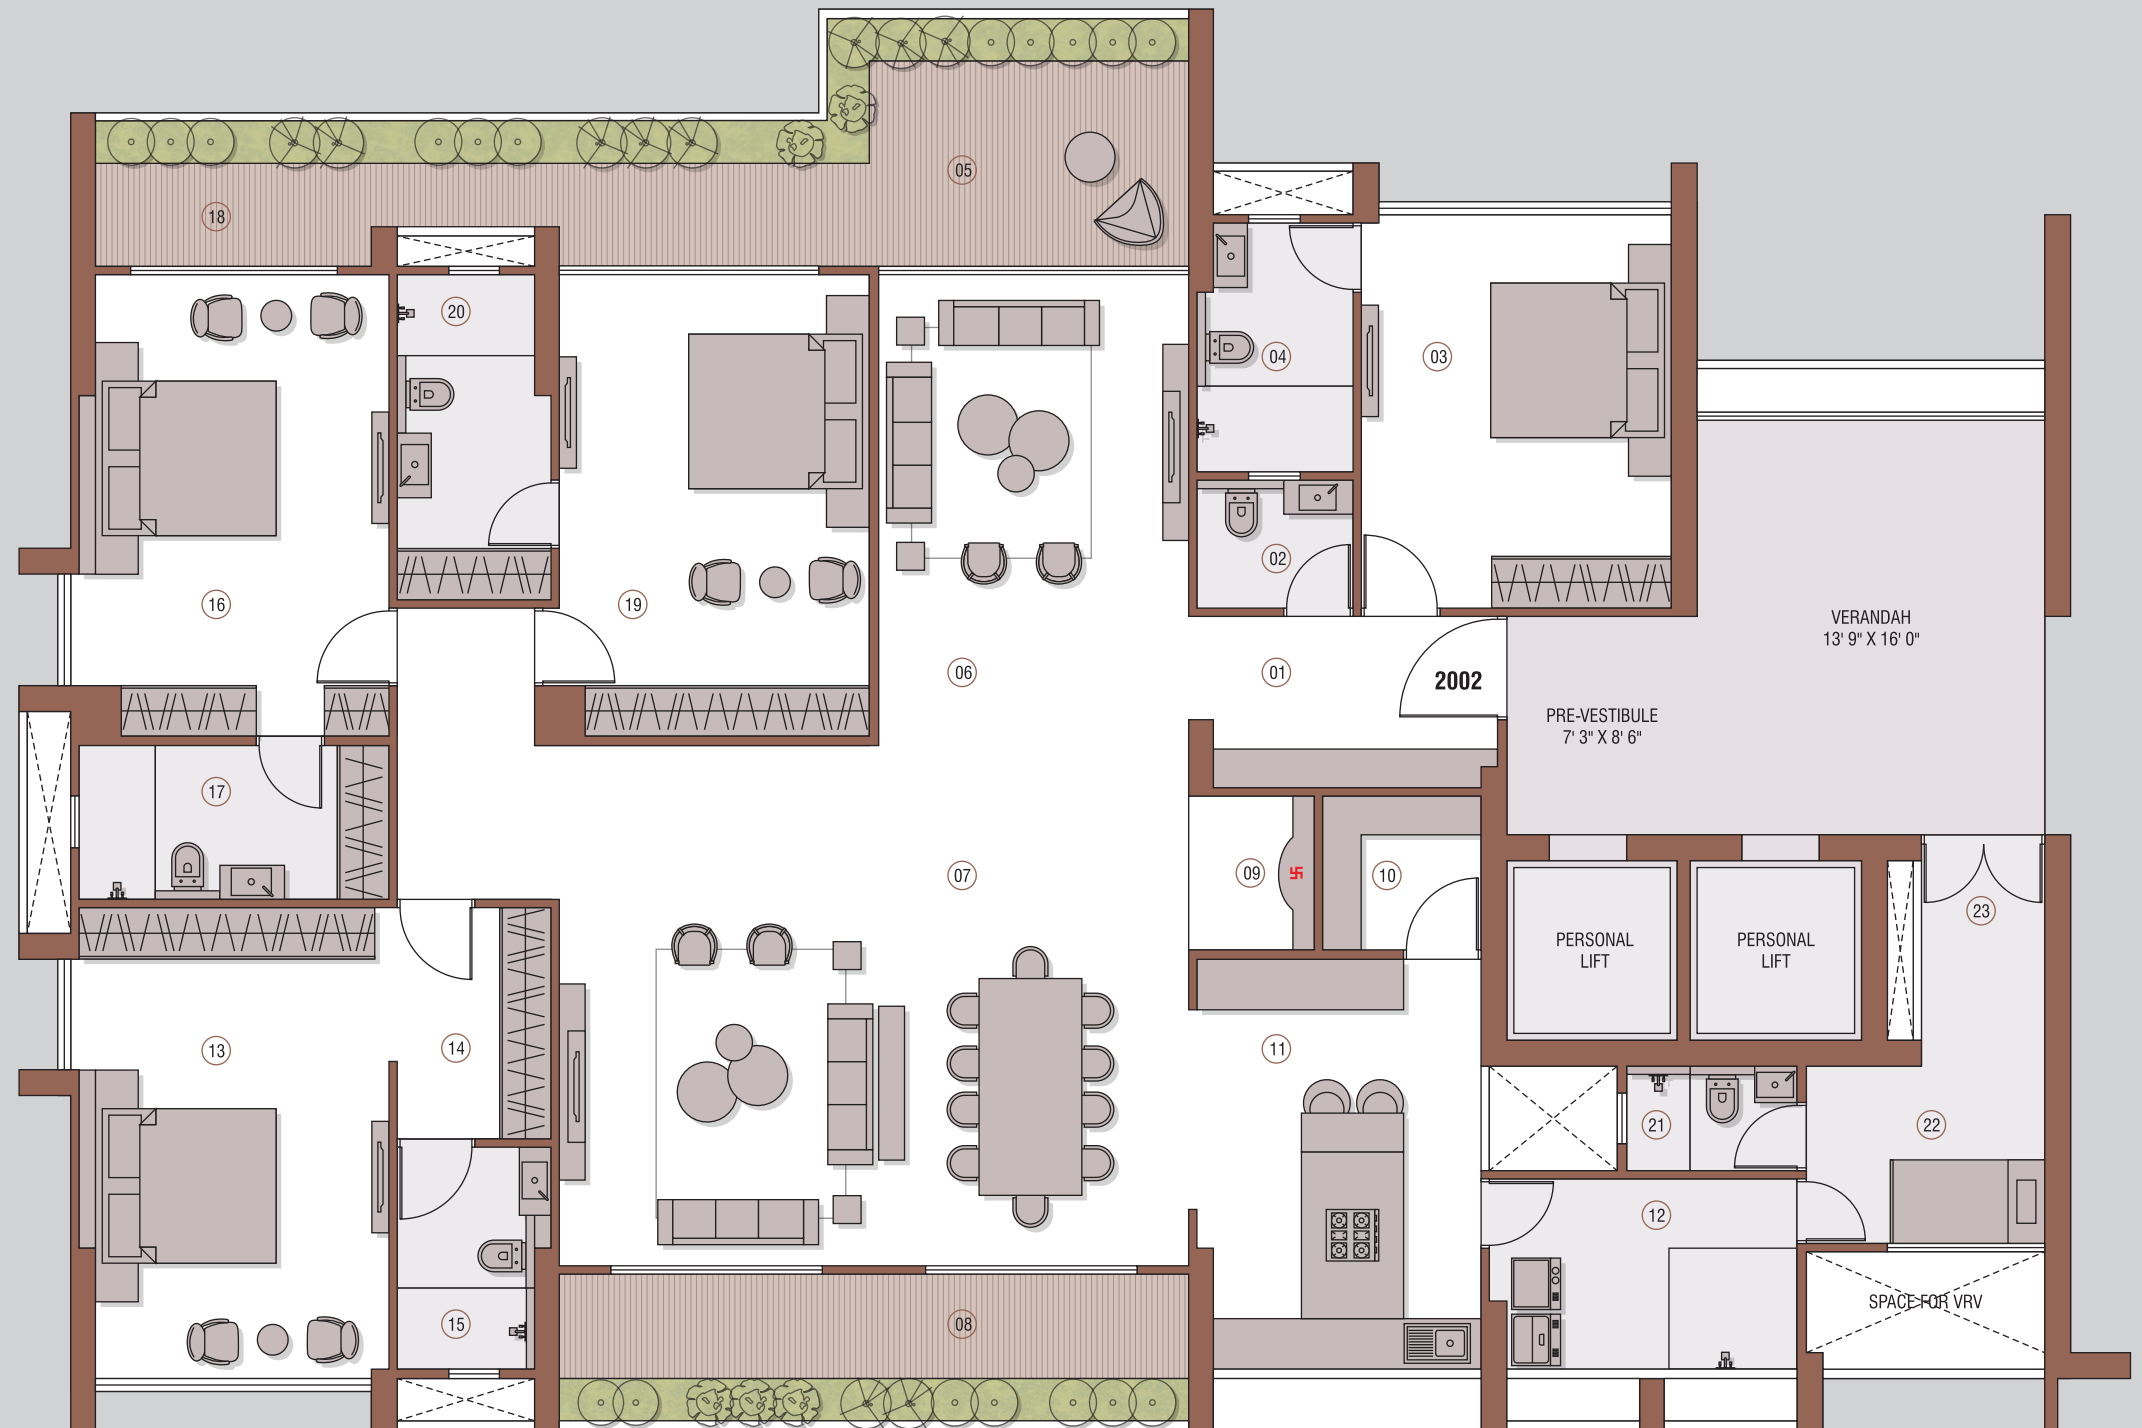 05
18
20
04
03
02
16
19
VERANDAH
13' 9" X 16' 0"
06
01
2002
PRE-VESTIBULE
7' 3" X 8' 6"
17
07
09
卐
10
23
PERSONAL
LIFT
PERSONAL
LIFT
13
14
11
21
22
12
15
08
SPACE FOR VRV